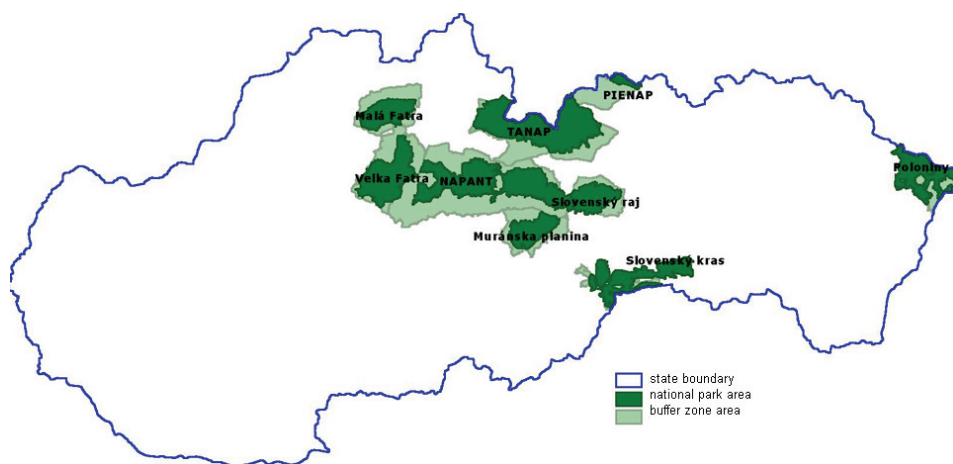 PIENAP
Malá Fatra
TANAP
Poloniny
Velka Fatra
NAPANT
Slovenský raj
Muránska planina
Slovenský kras
state boundary
national park area
buffer zone area